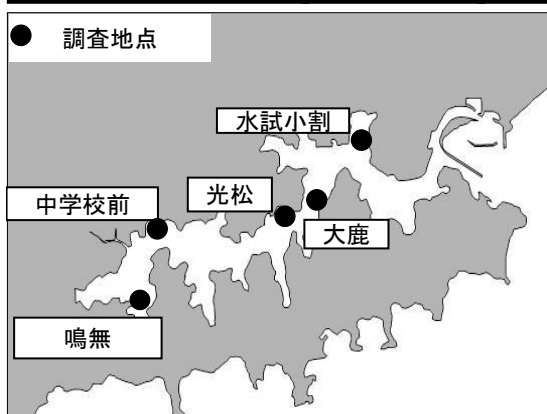 調査地点
水試小割
光松
中学校前
大鹿
鳴無